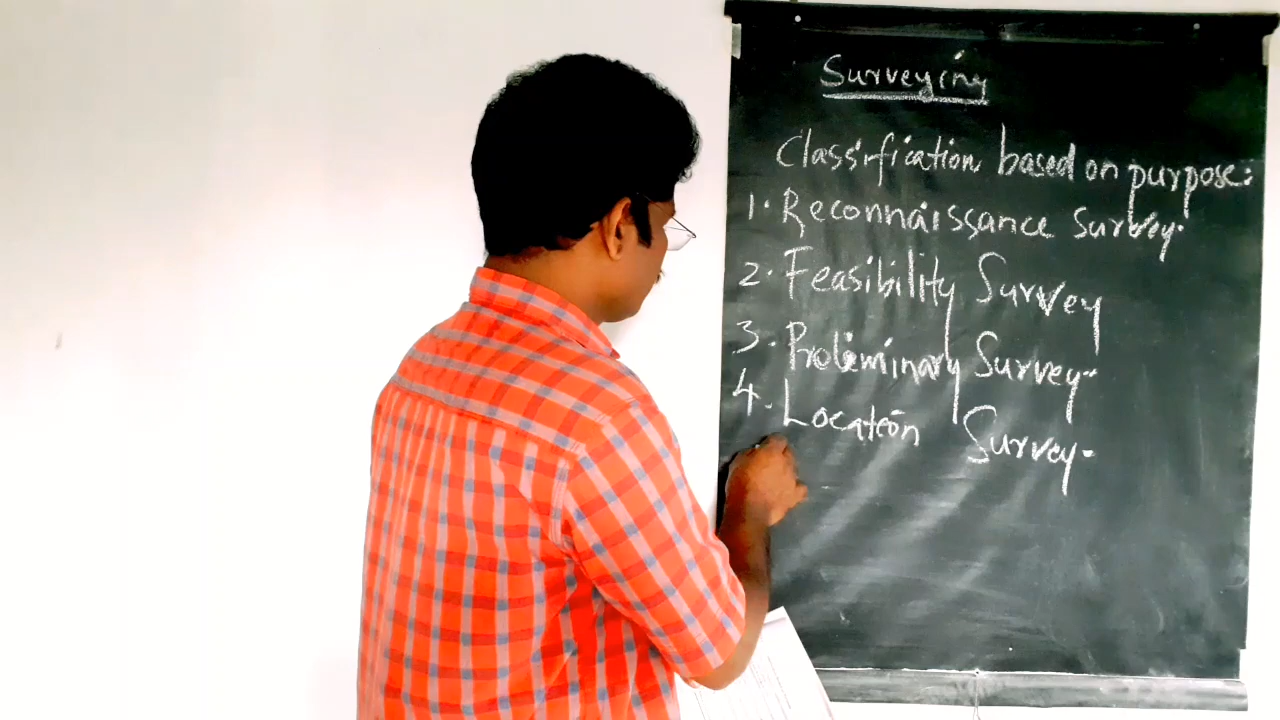 Surveying
Classification based on purpose:
1. Reconnaissance Survey.
2. Feasibility Survey
3. Preliminary Survey.
4. Location Survey.